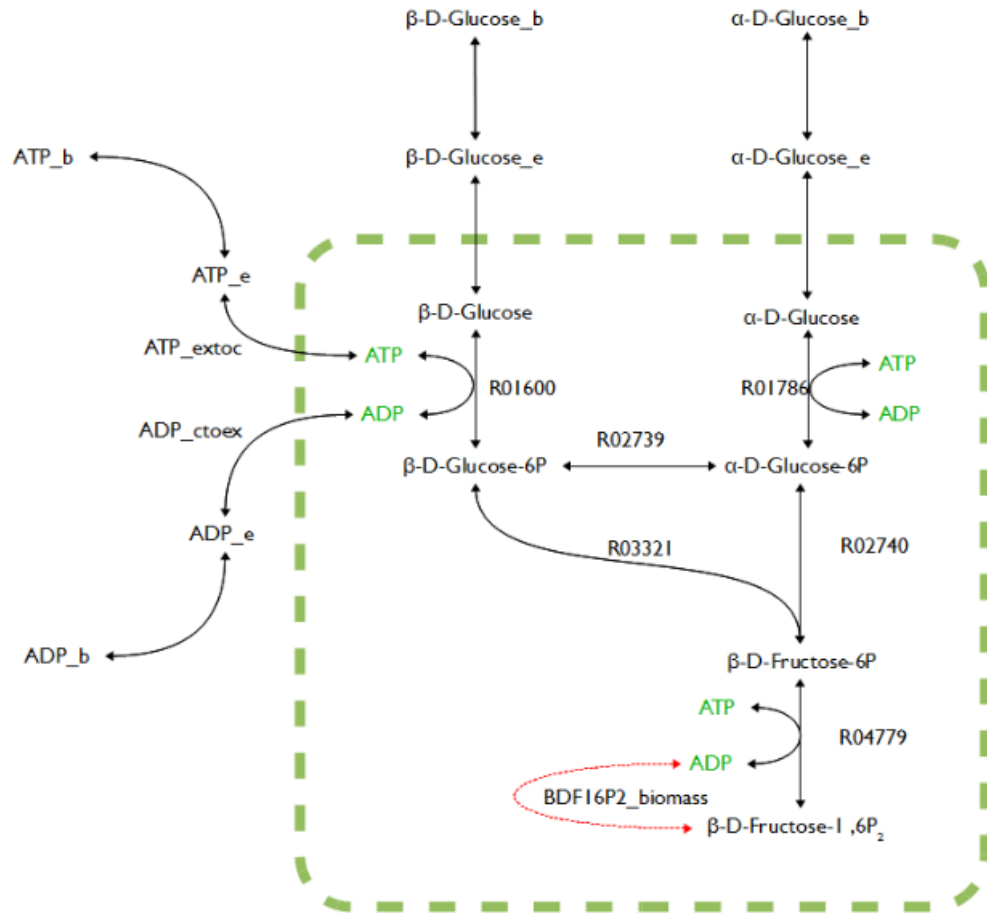 β-D-Glucose_b
α-D-Glucose_b
ATP_b
β-D-Glucose_e
α-D-Glucose_e
ATP_e
β-D-Glucose
α-D-Glucose
ATP_extoc
ATP
ATP
R01600
R01786
ADP_ctoex
ADP
ADP
R02739
β-D-Glucose-6P
α-D-Glucose-6P
ADP_e
R03321
R02740
ADP_b
β-D-Fructose-6P
ATP
R04779
ADP
BDF16P2_biomass
β-D-Fructose-1,6P₂